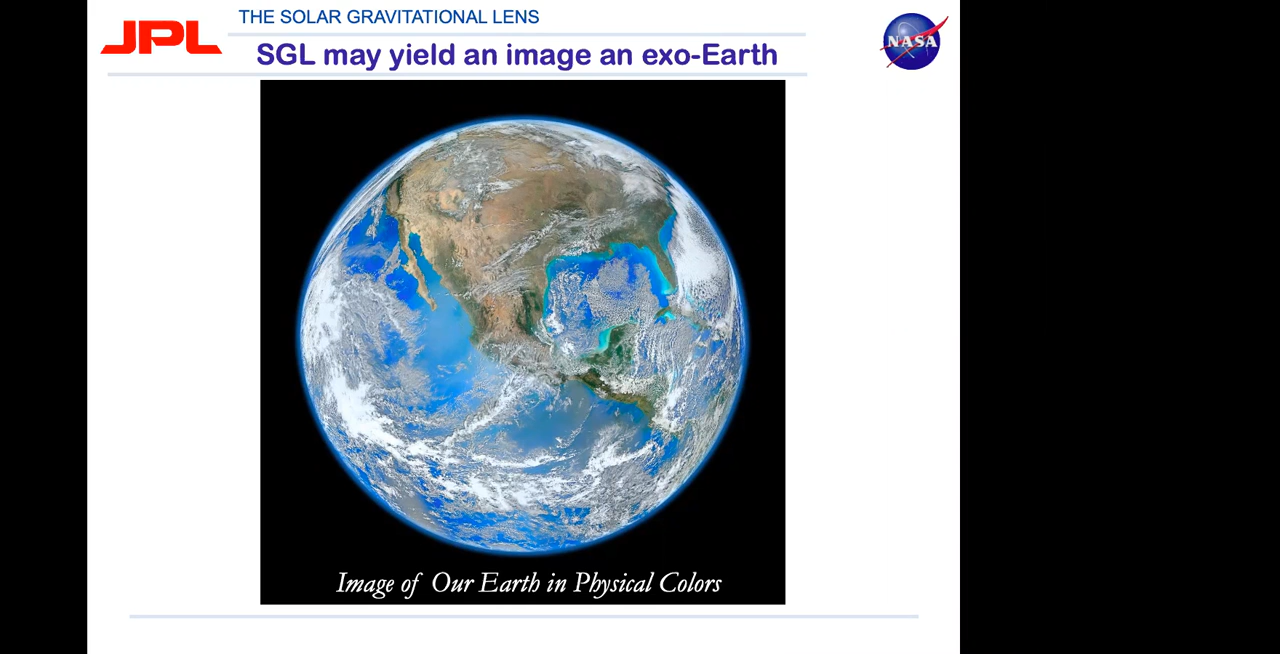 THE SOLAR GRAVITATIONAL LENS
JPL
SGL may yield an image an exo-Earth
NASA
Image of Our Earth in Physical Colors